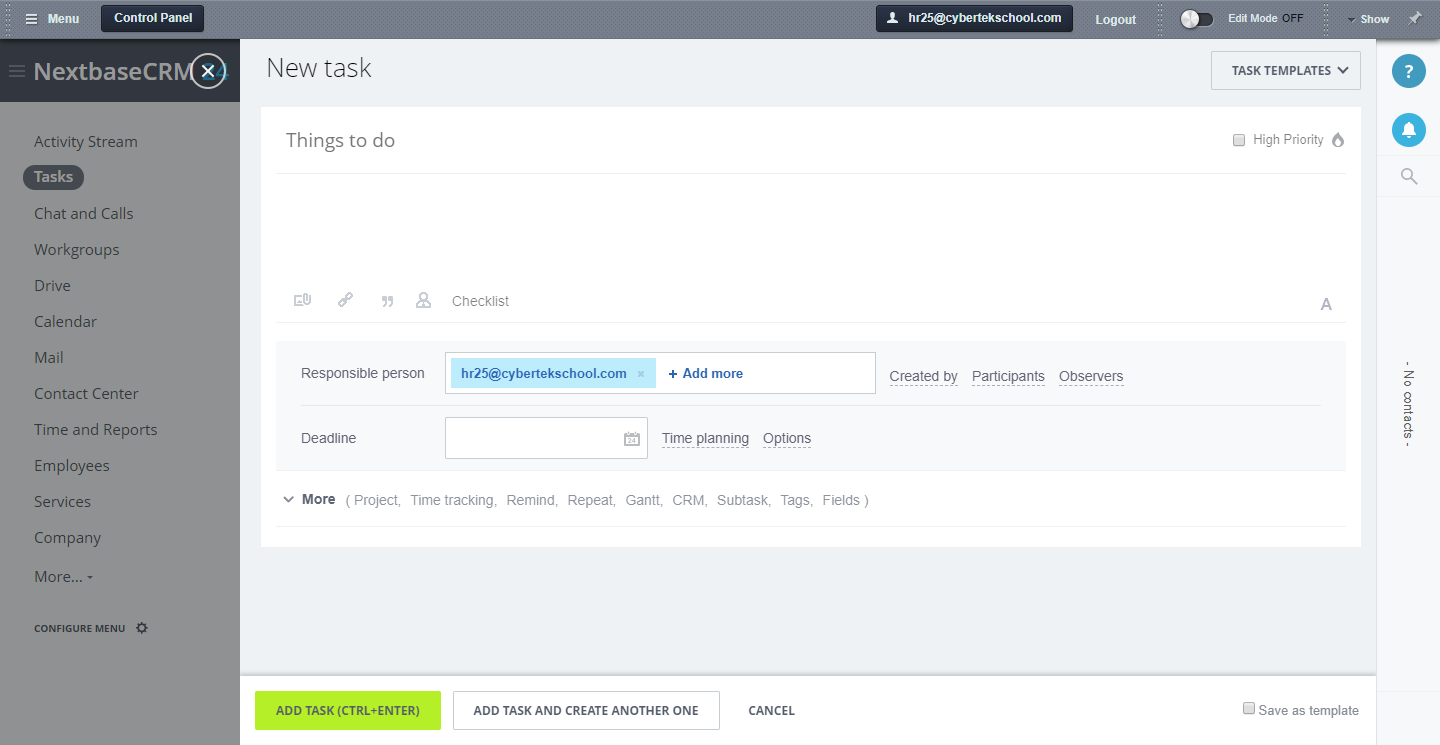 Menu
Control Panel
hr25@cybertekschool.com
Logout
Edit Mode OFF
Show
NextbaseCRM 24
New task
TASK TEMPLATES
?
Activity Stream
Tasks
Chat and Calls
Workgroups
Drive
Calendar
Mail
Contact Center
Time and Reports
Employees
Services
Company
More...
CONFIGURE MENU
Things to do
High Priority
Checklist
A
Responsible person
hr25@cybertekschool.com × + Add more
Created by Participants Observers
Deadline
24
Time planning Options
More ( Project, Time tracking, Remind, Repeat, Gantt, CRM, Subtask, Tags, Fields )
- No contacts -
ADD TASK (CTRL+ENTER)
ADD TASK AND CREATE ANOTHER ONE
CANCEL
Save as template